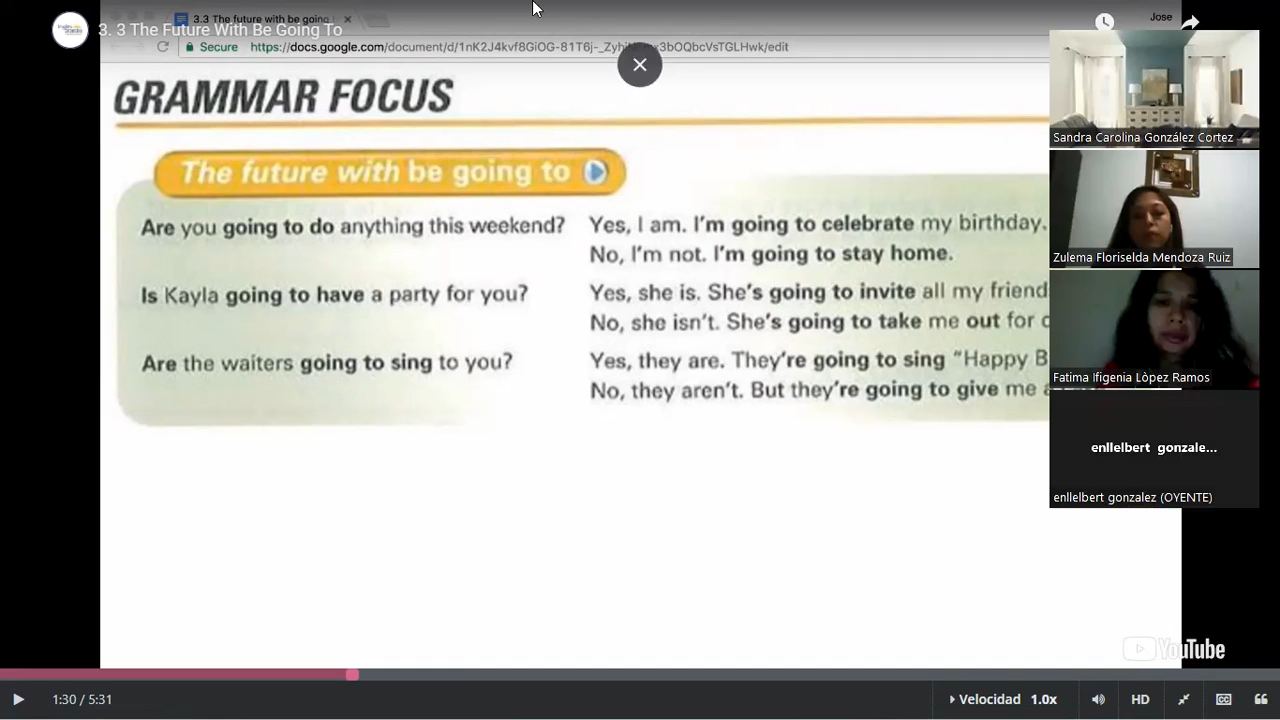 3.3 The future with be going
3. 3 The Future With Be Going To
Jose
Secure
https://docs.google.com/document/d/1nK2J4kvf8GiOG-81T6j-
GRAMMAR FOCUS
The future with be going to
Are you going to do anything this weekend? Yes, I am. I'm going to celebrate my birthday.
No, I'm not. I'm going to stay home.
Is Kayla going to have a party for you? Yes, she is. She's going to invite all my friend
No, she isn't. She's going to take me out for
Are the waiters going to sing to you? Yes, they are. They're going to sing "Happy B
No, they aren't. But they're going to give me a
Sandra Carolina González Cortez
Zulema Floriselda Mendoza Ruiz
Fatima Ifigenia Lòpez Ramos
enllelbert gonzale...
enllelbert gonzalez (OYENTE)
YouTube
1:30 / 5:31
Velocidad 1.0x
HD
CC